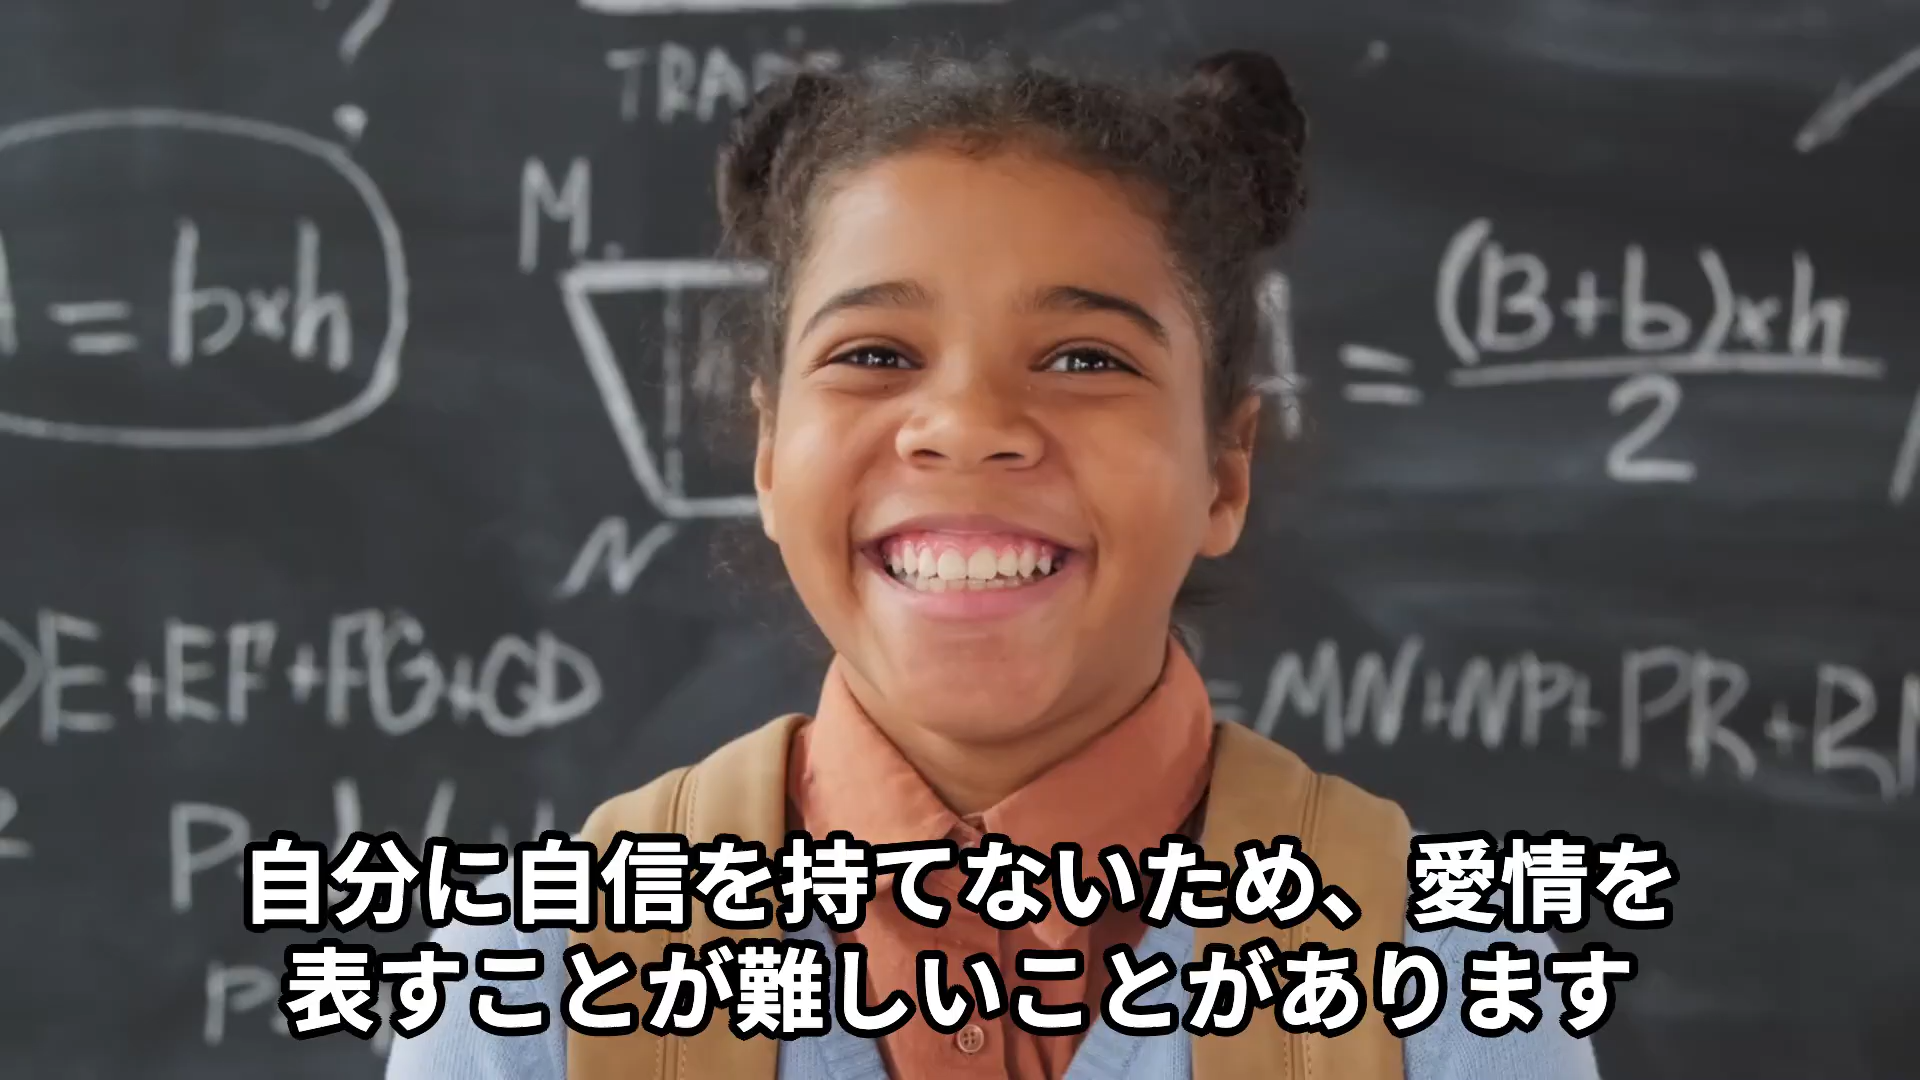 M
A = b×h
(B+b)×h
2
N
DE+EF+FG+GD
= MN+NP+PR+R
自分に自信を持てないため、愛情を
表すことが難しいことがあります